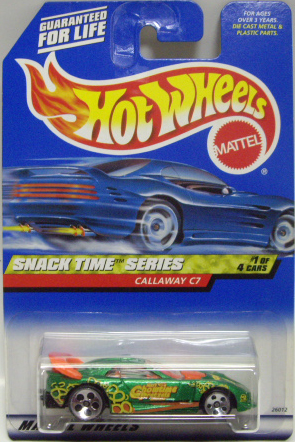 GUARANTEED
FOR LIFE
FOR AGES
OVER 3 YEARS.
DIE CAST METAL &
PLASTIC PARTS.
HOT WHEELS
MATTEL
®
SNACK TIME™ SERIES
#1 OF
4 CARS
CALLAWAY C7
26012
WHEELS